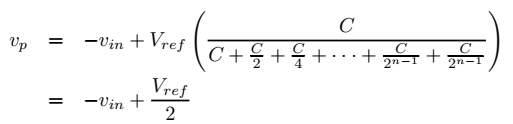 v_p = −v_{in} + V_{ref} \left( \frac{C}{C + \frac{C}{2} + \frac{C}{4} + \cdots + \frac{C}{2^{n-1}} + \frac{C}{2^{n-1}}} \right)
= −v_{in} + \frac{V_{ref}}{2}